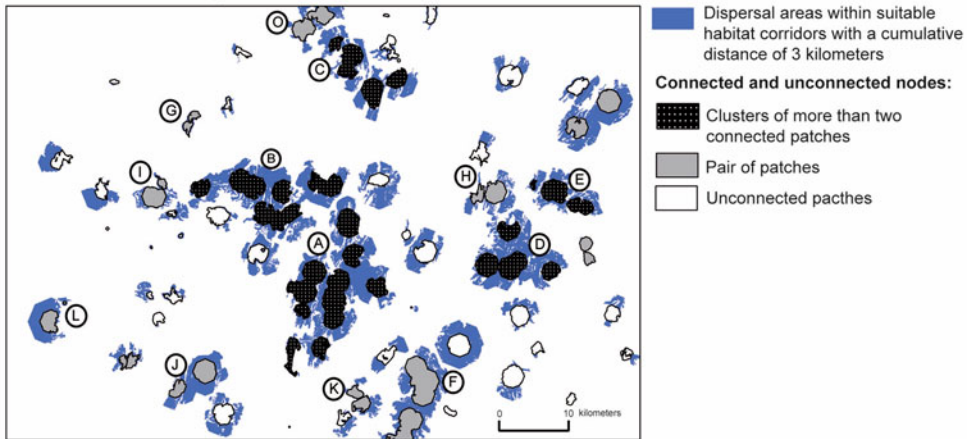 O
C
G
B
I
H
E
A
D
L
J
K
F
0 10 kilometers
Dispersal areas within suitable
habitat corridors with a cumulative
distance of 3 kilometers
Connected and unconnected nodes:
Clusters of more than two
connected patches
Pair of patches
Unconnected pacthes